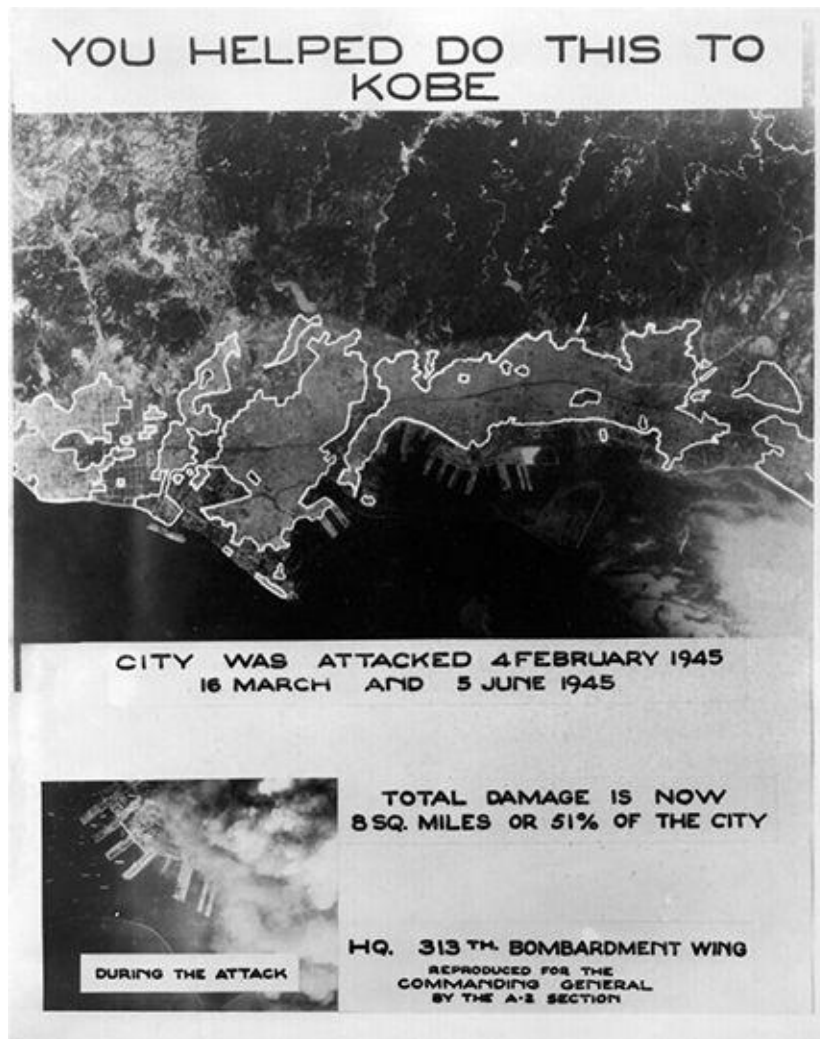 YOU HELPED DO THIS TO
KOBE
CITY WAS ATTACKED 4 FEBRUARY 1945
16 MARCH AND 5 JUNE 1945
TOTAL DAMAGE IS NOW
8 SQ. MILES OR 51% OF THE CITY
DURING THE ATTACK
HQ. 313TH. BOMBARDMENT WING
REPRODUCED FOR THE
COMMANDING GENERAL
BY THE A-2 SECTION